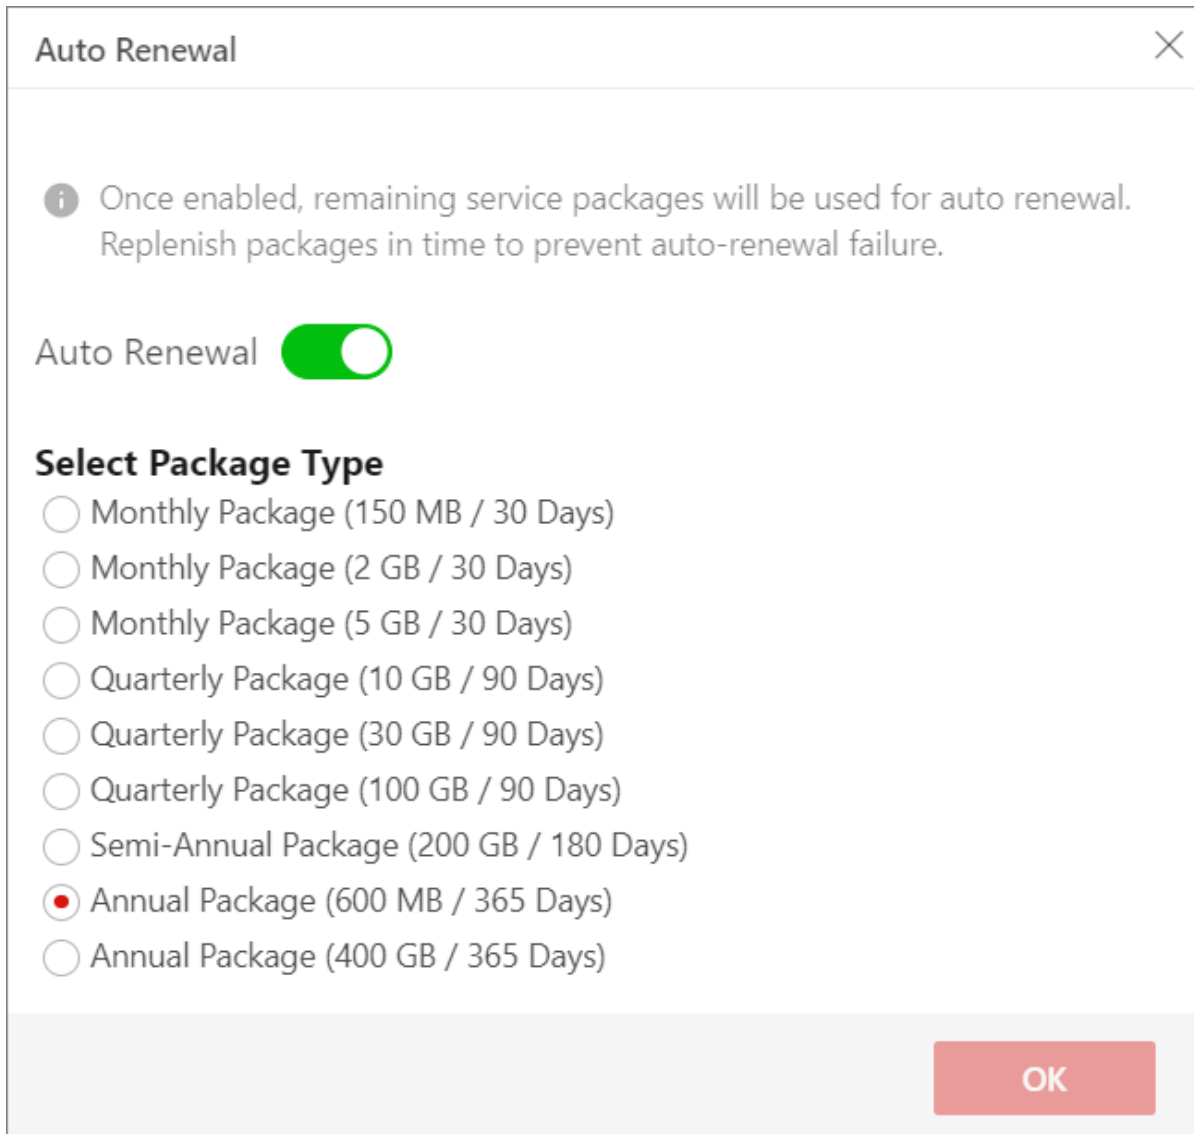 Auto Renewal
Once enabled, remaining service packages will be used for auto renewal.
Replenish packages in time to prevent auto-renewal failure.
Auto Renewal
Select Package Type
Monthly Package (150 MB / 30 Days)
Monthly Package (2 GB / 30 Days)
Monthly Package (5 GB / 30 Days)
Quarterly Package (10 GB / 90 Days)
Quarterly Package (30 GB / 90 Days)
Quarterly Package (100 GB / 90 Days)
Semi-Annual Package (200 GB / 180 Days)
Annual Package (600 MB / 365 Days)
Annual Package (400 GB / 365 Days)
OK